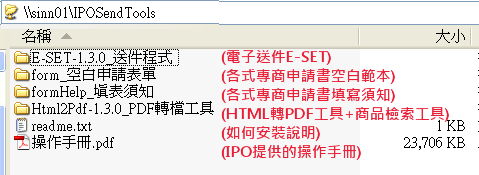 \\sinn01\IPOSendTools
名稱 大小
E-SET-1.3.0_送件程式 (電子送件E-SET)
form_空白申請表單 (各式專商申請書空白範本)
formHelp_填表須知 (各式專商申請書填寫須知)
Html2Pdf-1.3.0_PDF轉檔工具 (HTML轉PDF工具+商品檢索工具)
readme.txt (如何安裝說明) 1 KB
操作手冊.pdf (IPO提供的操作手冊) 23,706 KB